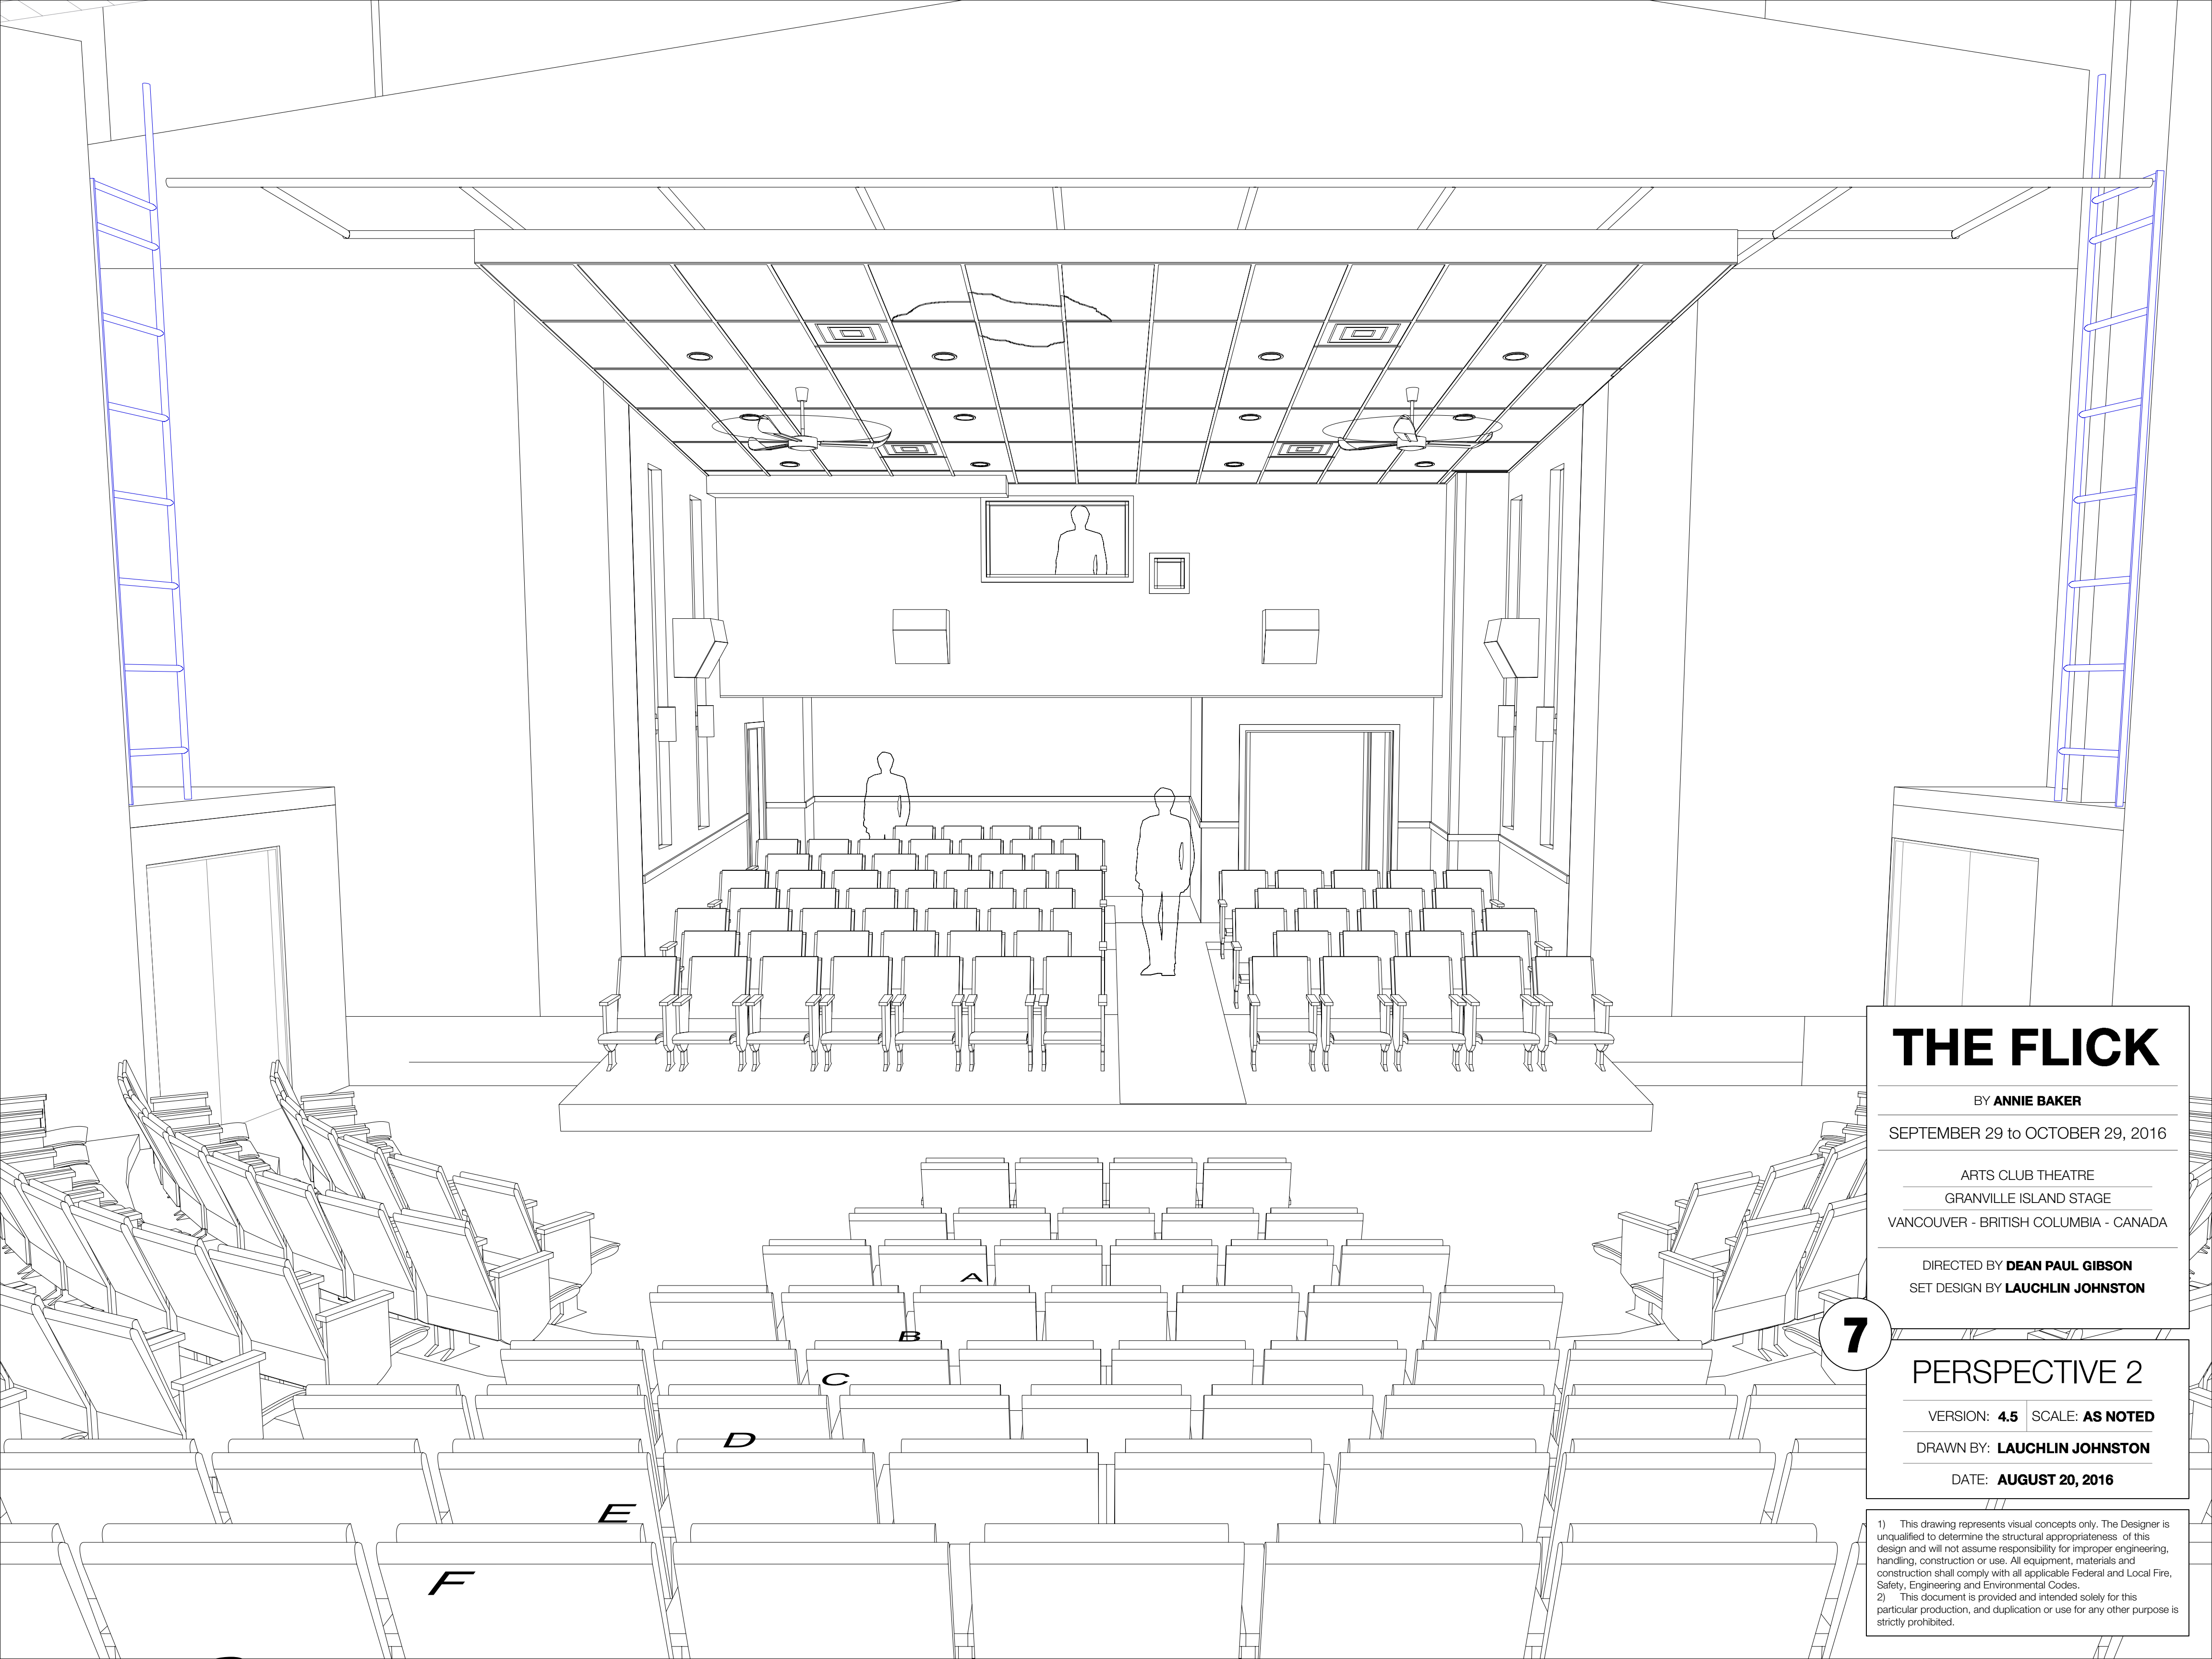 A
B
C
D
E
F
THE FLICK
BY ANNIE BAKER
SEPTEMBER 29 to OCTOBER 29, 2016
ARTS CLUB THEATRE
GRANVILLE ISLAND STAGE
VANCOUVER - BRITISH COLUMBIA - CANADA
DIRECTED BY DEAN PAUL GIBSON
SET DESIGN BY LAUCHLIN JOHNSTON
7
PERSPECTIVE 2
VERSION: 4.5 SCALE: AS NOTED
DRAWN BY: LAUCHLIN JOHNSTON
DATE: AUGUST 20, 2016
1) This drawing represents visual concepts only. The Designer is
unqualified to determine the structural appropriateness of this
design and will not assume responsibility for improper engineering,
handling, construction or use. All equipment, materials and
construction shall comply with all applicable Federal and Local Fire,
Safety, Engineering and Environmental Codes.
2) This document is provided and intended solely for this
particular production, and duplication or use for any other purpose is
strictly prohibited.